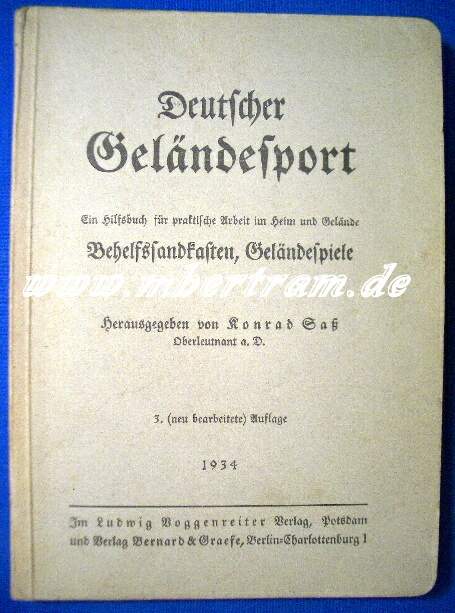 Deutscher
Geländesport
Ein Hilfsbuch für praktische Arbeit im Heim und Gelände
Behelfssandkasten, Geländespiele
www.mbertram.de
Herausgegeben von Konrad Saß
Oberleutnant a. D.
3. (neu bearbeitete) Auflage
1934
Im Ludwig Voggenreiter Verlag, Potsdam
und Verlag Bernard & Graefe, Berlin=Charlottenburg 1